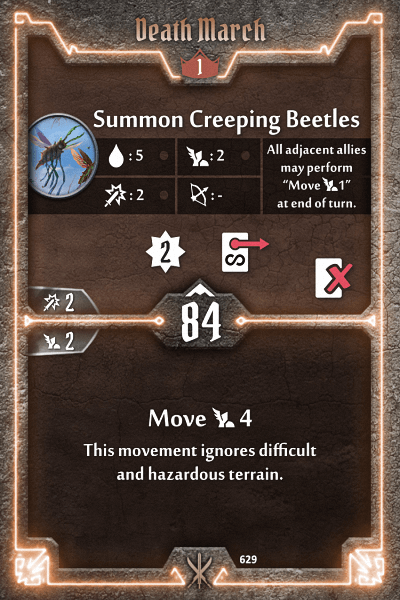 Death March
1
Summon Creeping Beetles
: 5
: 2
: 2
: -
All adjacent allies
may perform
“Move 1”
at end of turn.
2
S
2
84
2
Move 4
This movement ignores difficult
and hazardous terrain.
629